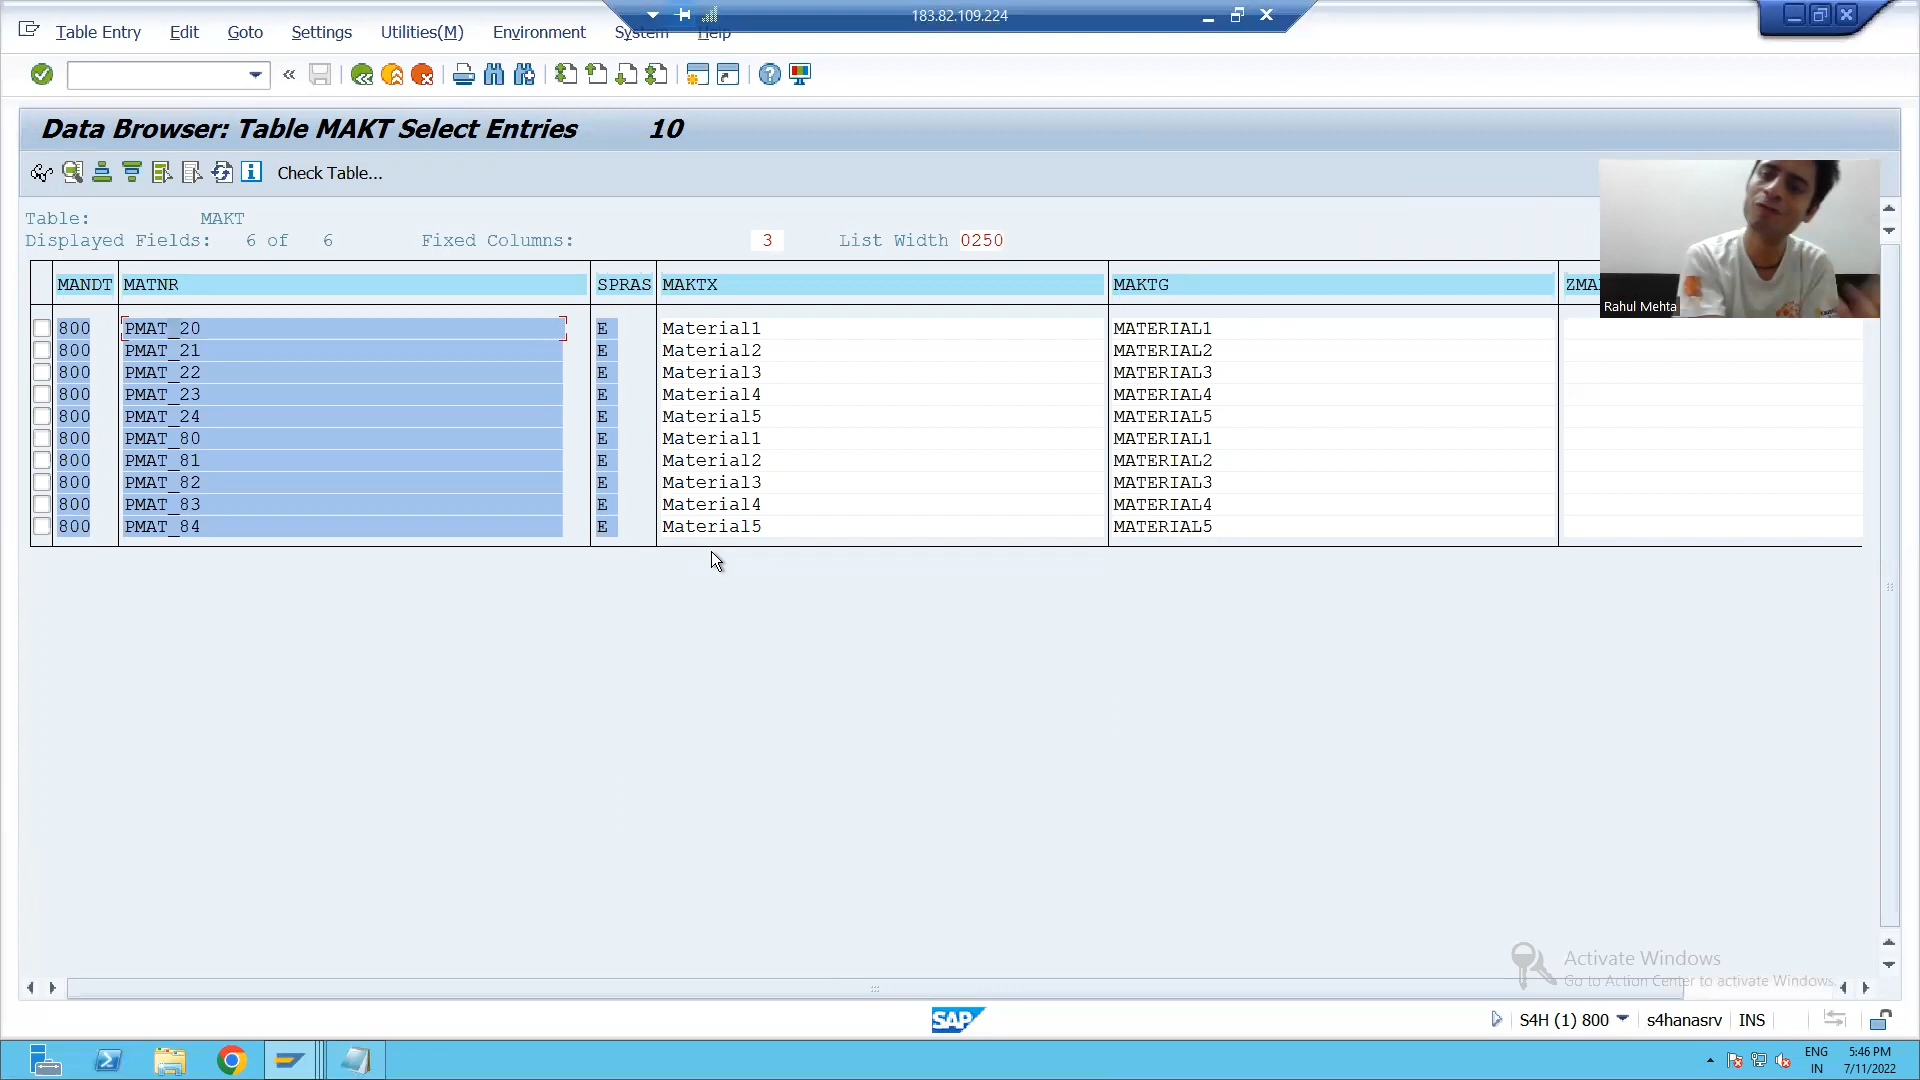 183.82.109.224
Table Entry Edit Goto Settings Utilities(M) Environment System Help
Data Browser: Table MAKT Select Entries 10
Check Table...
Table: MAKT
Displayed Fields: 6 of 6 Fixed Columns: 3 List Width 0250
MANDT MATNR SPRAS MAKTX MAKTG
800 PMAT_20 E Material1 MATERIAL1
800 PMAT_21 E Material2 MATERIAL2
800 PMAT_22 E Material3 MATERIAL3
800 PMAT_23 E Material4 MATERIAL4
800 PMAT_24 E Material5 MATERIAL5
800 PMAT_80 E Material1 MATERIAL1
800 PMAT_81 E Material2 MATERIAL2
800 PMAT_82 E Material3 MATERIAL3
800 PMAT_83 E Material4 MATERIAL4
800 PMAT_84 E Material5 MATERIAL5
Rahul Mehta
Activate Windows
Go to Action Center to activate Windows.
SAP
S4H (1) 800 s4hanasrv INS
ENG 5:46 PM
IN 7/11/2022